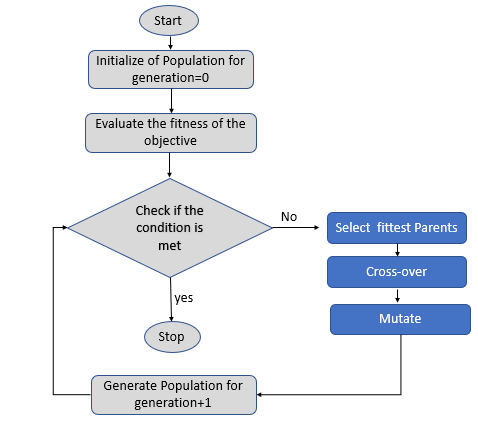 Start
Initialize of Population for
generation=0
Evaluate the fitness of the
objective
Check if the
condition is
met
No
Select fittest Parents
Cross-over
Mutate
yes
Stop
Generate Population for
generation+1